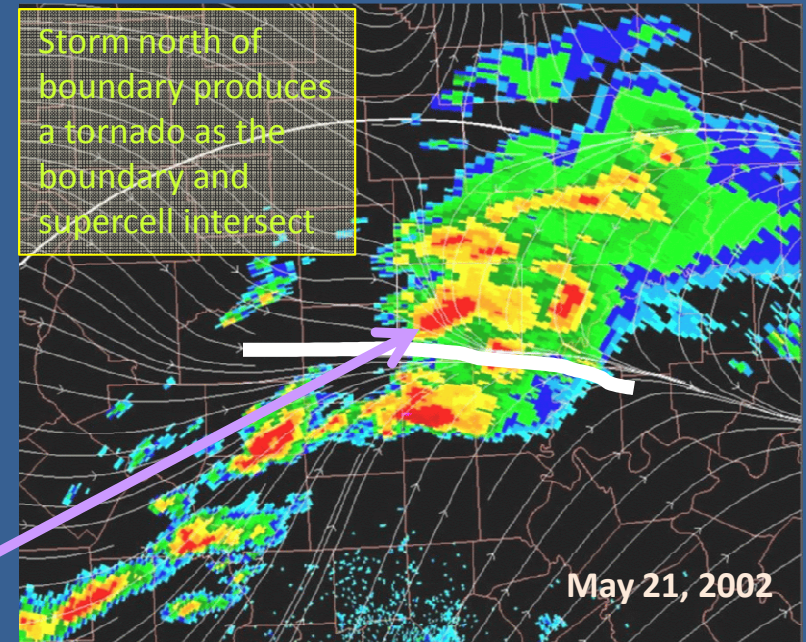 Storm north of
boundary produces
a tornado as the
boundary and
supercell intersect
May 21, 2002